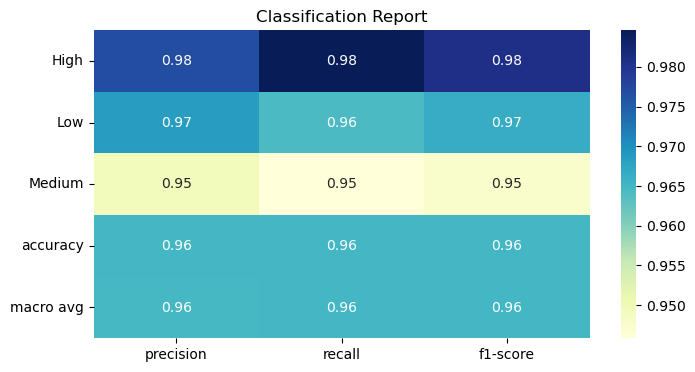 Classification Report
High 0.98 0.98 0.98
Low 0.97 0.96 0.97
Medium 0.95 0.95 0.95
accuracy 0.96 0.96 0.96
macro avg 0.96 0.96 0.96
precision recall f1-score
0.980
0.975
0.970
0.965
0.960
0.955
0.950